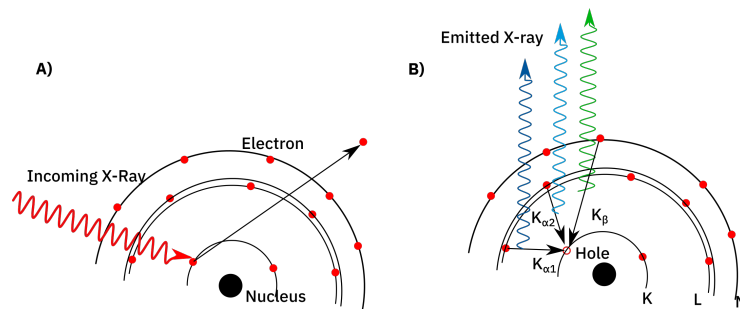 A)
Electron
Incoming X-Ray
Nucleus
B)
Emitted X-ray
Kα2
Kβ
Hole
Kα1
K
L